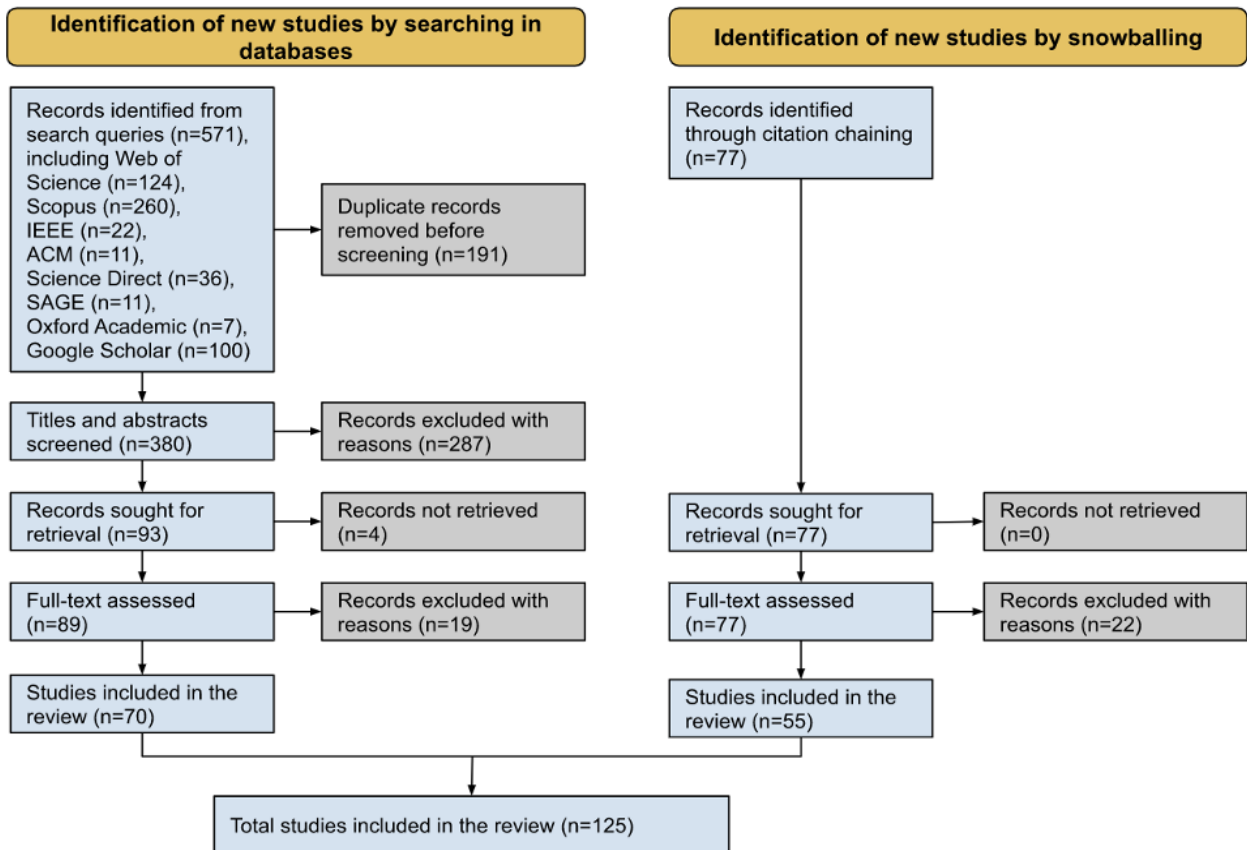 Identification of new studies by searching in
databases
Identification of new studies by snowballing
Records identified from
search queries (n=571),
including Web of
Science (n=124),
Scopus (n=260),
IEEE (n=22),
ACM (n=11),
Science Direct (n=36),
SAGE (n=11),
Oxford Academic (n=7),
Google Scholar (n=100)
Duplicate records
removed before
screening (n=191)
Records identified
through citation chaining
(n=77)
Titles and abstracts
screened (n=380)
Records excluded with
reasons (n=287)
Records sought for
retrieval (n=93)
Records not retrieved
(n=4)
Records sought for
retrieval (n=77)
Records not retrieved
(n=0)
Full-text assessed
(n=89)
Records excluded with
reasons (n=19)
Full-text assessed
(n=77)
Records excluded with
reasons (n=22)
Studies included in the
review (n=70)
Studies included in the
review (n=55)
Total studies included in the review (n=125)